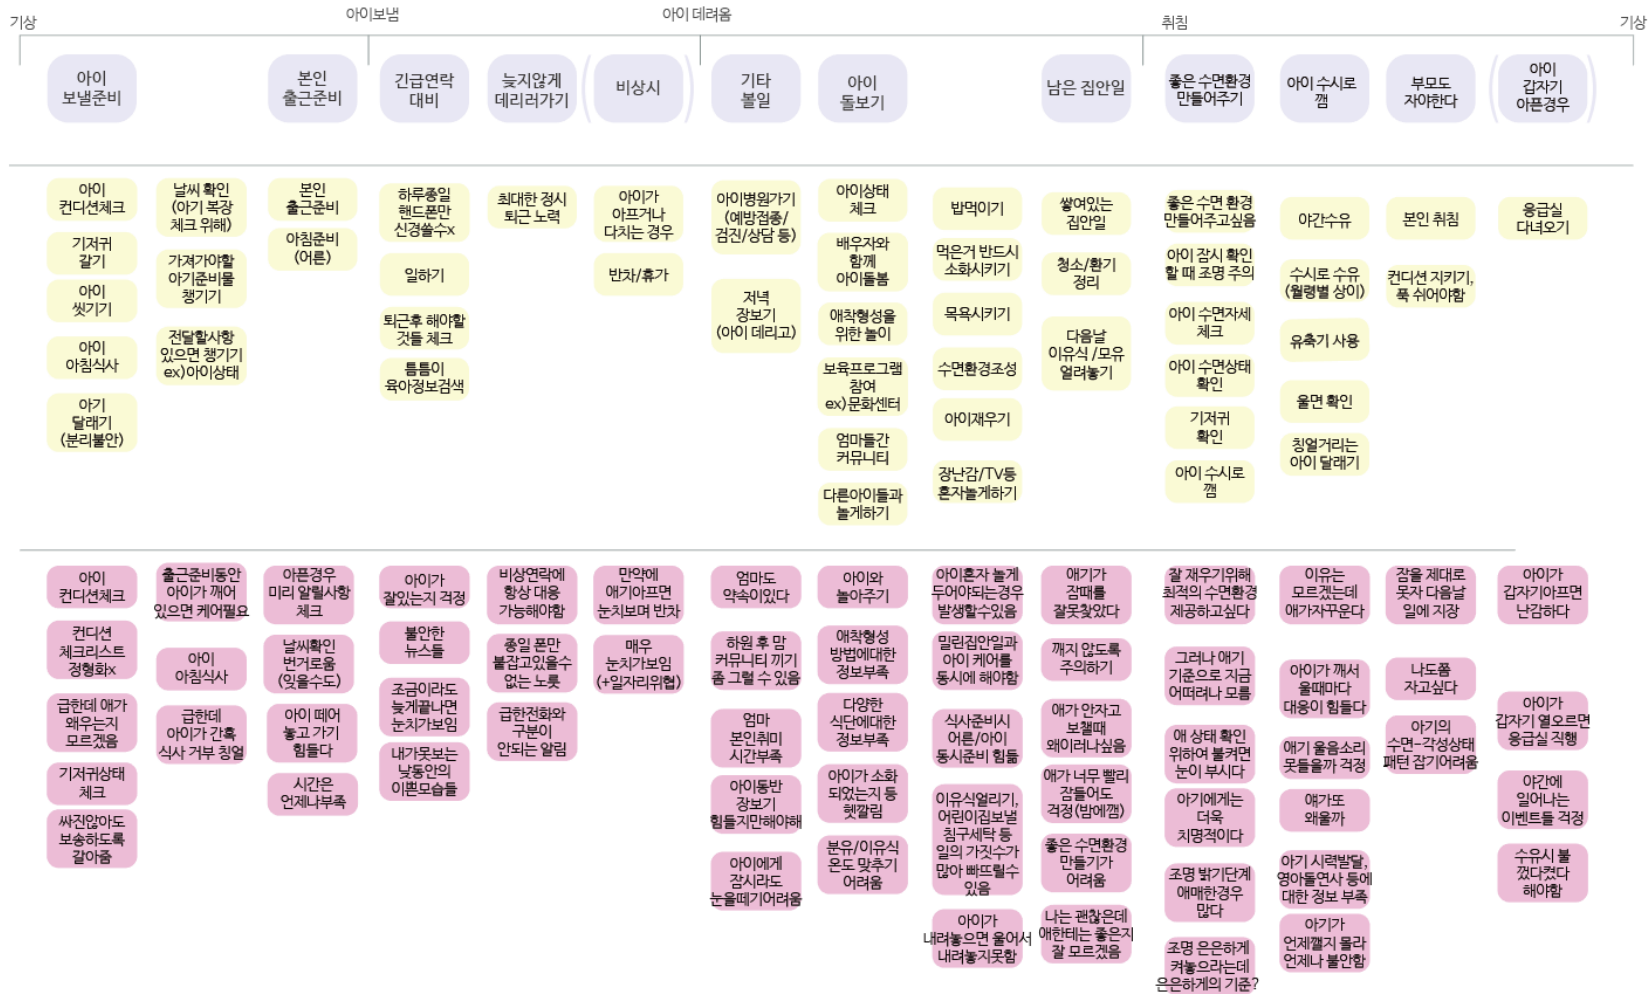 기상
아이보냄
아이 데려옴
취침
기상
아이
보낼준비
본인
출근준비
긴급연락
대비
늦지않게
데리러가기
비상시
기타
볼일
아이
돌보기
남은 집안일
좋은 수면환경
만들어주기
아이 수시로
깸
부모도
자야한다
아이
갑자기
아픈경우
아이
컨디션체크
기저귀
갈기
아이
씻기기
아이
아침식사
아기
달래기
(분리불안)
날씨 확인
(아기 복장
체크 위해)
가져가야할
아기준비물
챙기기
전달할사항
있으면 챙기기
ex)아이상태
본인
출근준비
아침준비
(어른)
하루종일
핸드폰만
신경쓸수x
일하기
퇴근후 해야할
것들 체크
틈틈이
육아정보검색
최대한 정시
퇴근 노력
아이가
아프거나
다치는 경우
반차/휴가
아이병원가기
(예방접종/
검진/상담 등)
저녁
장보기
(아이 데리고)
아이상태
체크
배우자와
함께
아이돌봄
애착형성을
위한 놀이
보육프로그램
참여
ex)문화센터
엄마들간
커뮤니티
다른아이들과
놀게하기
밥먹이기
먹은거 반드시
소화시키기
목욕시키기
수면환경조성
아이재우기
장난감/TV등
혼자놀게하기
쌓여있는
집안일
청소/환기
정리
다음날
이유식 /모유
얼려놓기
좋은 수면 환경
만들어주고싶음
아이 잠시 확인
할 때 조명 주의
아이 수면자세
체크
아이 수면상태
확인
기저귀
확인
아이 수시로
깸
야간수유
수시로 수유
(월령별 상이)
유축기 사용
울면 확인
칭얼거리는
아이 달래기
본인 취침
컨디션 지키기,
푹 쉬어야함
응급실
다녀오기
아이
컨디션체크
컨디션
체크리스트
정형화x
급한데 애가
왜우는지
모르겠음
기저귀상태
체크
싸진않아도
보송하도록
갈아줌
출근준비동안
아이가 깨어
있으면 케어필요
아이
아침식사
급한데
아이가 간혹
식사 거부 칭얼
아픈경우
미리 알릴사항
체크
날씨확인
번거로움
(잊을수도)
아이 떼어
놓고 가기
힘들다
시간은
언제나부족
아이가
잘있는지 걱정
불안한
뉴스들
조금이라도
늦게끝나면
눈치가보임
내가못보는
낮동안의
이쁜모습들
비상연락에
항상 대응
가능해야함
종일 폰만
붙잡고있을수
없는 노릇
급한전화와
구분이
안되는 알림
만약에
애기아프면
눈치보며 반차
매우
눈치가보임
(+일자리위협)
엄마도
약속이있다
하원 후 맘
커뮤니티 끼기
좀 그럴 수 있음
엄마
본인취미
시간부족
아이동반
장보기
힘들지만해야해
아이에게
잠시라도
눈을떼기어려움
아이와
놀아주기
애착형성
방법에대한
정보부족
다양한
식단에대한
정보부족
아이가 소화
되었는지 등
헷갈림
분유/이유식
온도 맞추기
어려움
아이혼자 놀게
두어야되는경우
발생할수있음
밀린집안일과
아이 케어를
동시에 해야함
식사준비시
어른/아이
동시준비 힘듦
이유식얼리기,
어린이집보낼
침구세탁 등
일의 가짓수가
많아 빠뜨릴수
있음
아이가
내려놓으면 울어서
내려놓지못함
애기가
잠때를
잘못찾았다
깨지 않도록
주의하기
애가 안자고
보챌때
왜이러나싶음
애가 너무 빨리
잠들어도
걱정(밤에깸)
좋은 수면환경
만들기가
어려움
나는 괜찮은데
애한테는 좋은지
잘 모르겠음
잘 재우기위해
최적의 수면환경
제공하고싶다
그러나 애기
기준으로 지금
어떠려나 모름
애 상태 확인
위하여 불켜면
눈이 부시다
아기에게는
더욱
치명적이다
조명 밝기단계
애매한경우
많다
조명 은은하게
켜놓으라는데
은은하게의 기준?
이유는
모르겠는데
애가자꾸운다
아이가 깨서
울때마다
대응이 힘들다
애기 울음소리
못들을까 걱정
얘가또
왜울까
아기 시력발달,
영아돌연사 등에
대한 정보 부족
아기가
언제깰지 몰라
언제나 불안함
잠을 제대로
못자 다음날
일에 지장
나도쫌
자고싶다
아기의
수면-각성상태
패턴 잡기어려움
아이가
갑자기아프면
난감하다
아이가
갑자기 열오르면
응급실 직행
야간에
일어나는
이벤트들 걱정
수유시 불
껐다켰다
해야함